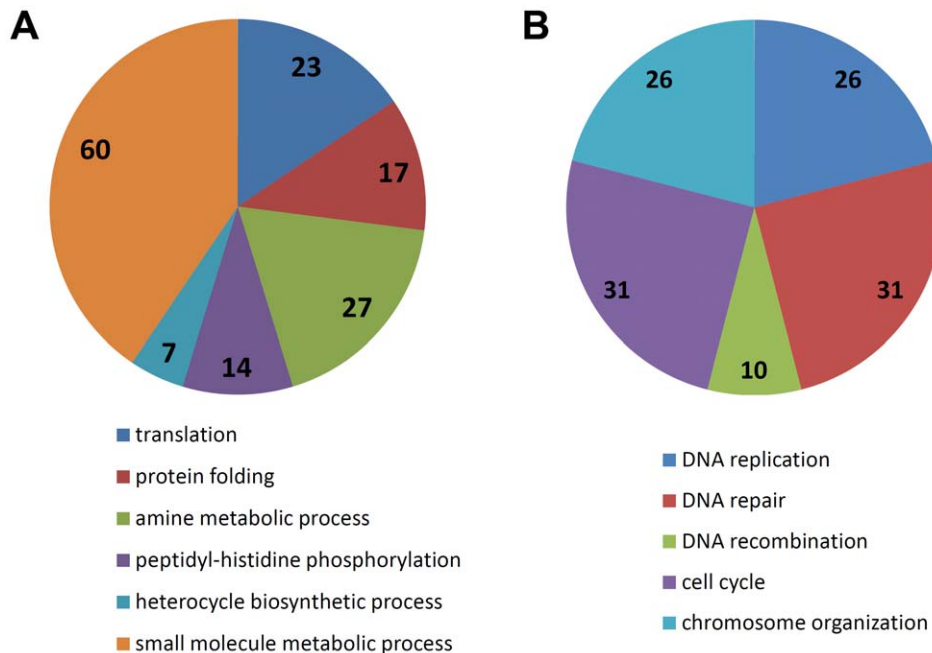 A
23
17
27
14
7
60
translation
protein folding
amine metabolic process
peptidyl-histidine phosphorylation
heterocycle biosynthetic process
small molecule metabolic process
B
26
31
10
31
26
DNA replication
DNA repair
DNA recombination
cell cycle
chromosome organization